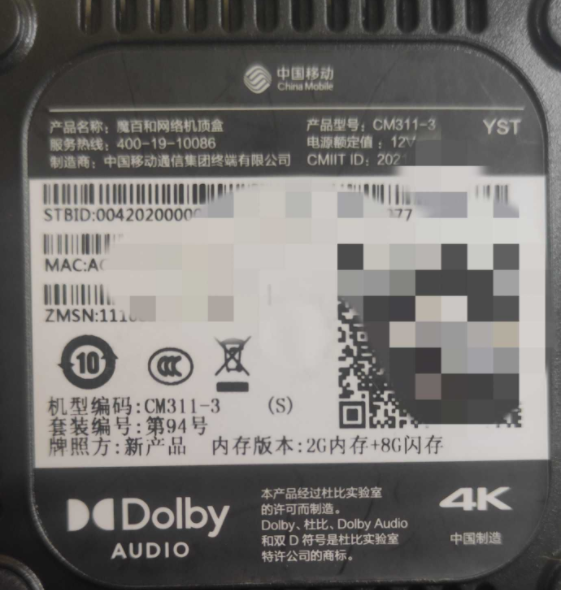 中国移动
China Mobile
产品名称：魔百和网络机顶盒
产品型号：CM311-3
YST
服务热线：400-19-10086
电源额定值：12V
制造商：中国移动通信集团终端有限公司
CMIIT ID：202
STBID:00420200000
77
MAC:AC
ZMSN:111
10
CCC
机型编码:CM311-3 (S)
套装编号:第94号
牌照方:新产品 内存版本:2G内存+8G闪存
Dolby
AUDIO
本产品经过杜比实验室
的许可而制造。
Dolby、杜比、Dolby Audio
和双 D 符号是杜比实验室
特许公司的商标。
4K
中国制造